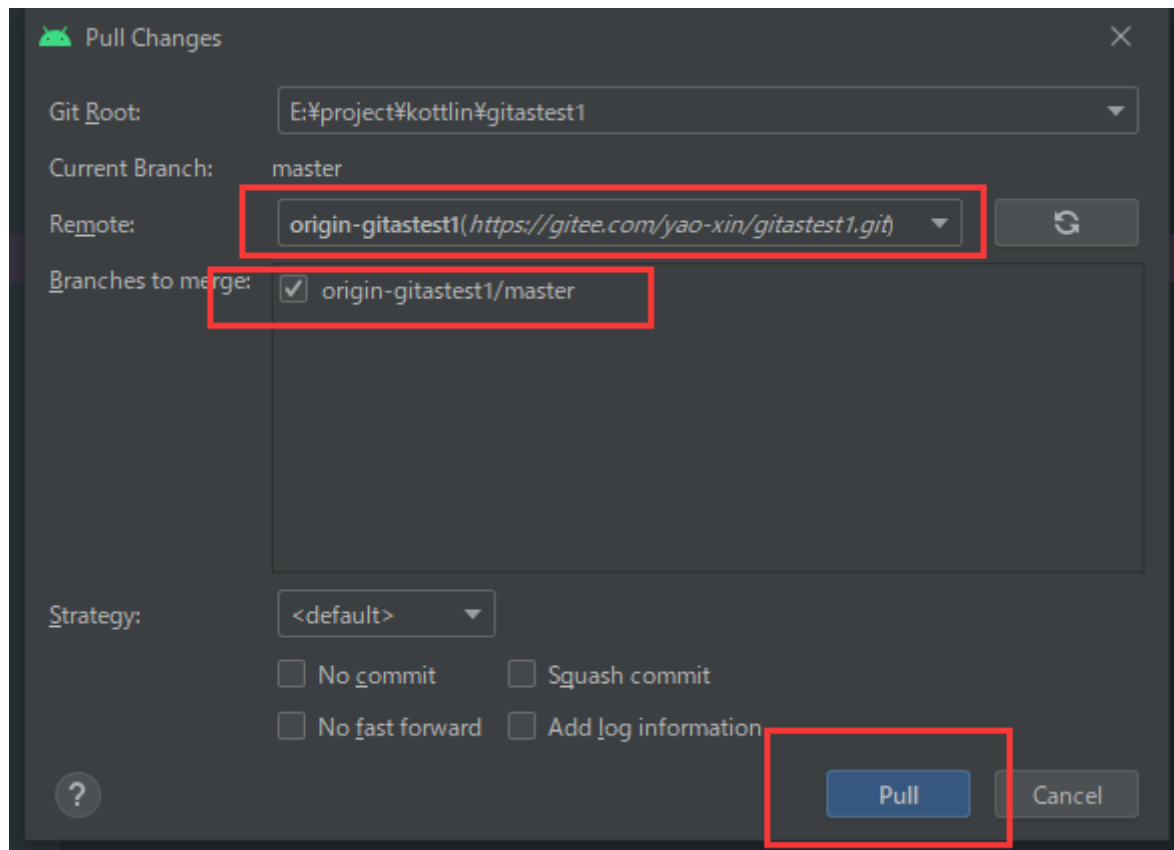 Pull Changes
Git Root: E:¥project¥kottlin¥gitastest1
Current Branch: master
Remote: origin-gitastest1(https://gitee.com/yao-xin/gitastest1.git)
Branches to merge: origin-gitastest1/master
Strategy: <default>
No commit Squash commit
No fast forward Add log information
? Pull Cancel